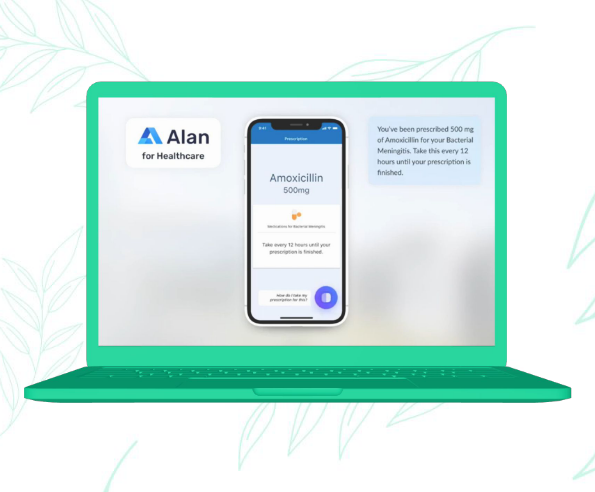 Alan
for Healthcare
9:41
Prescription
Amoxicillin
500mg
Medications for Bacterial Meningitis
Take every 12 hours until your
prescription is finished.
How do I take my
prescription for this?
You've been prescribed 500 mg
of Amoxicillin for your Bacterial
Meningitis. Take this every 12
hours until your prescription is
finished.